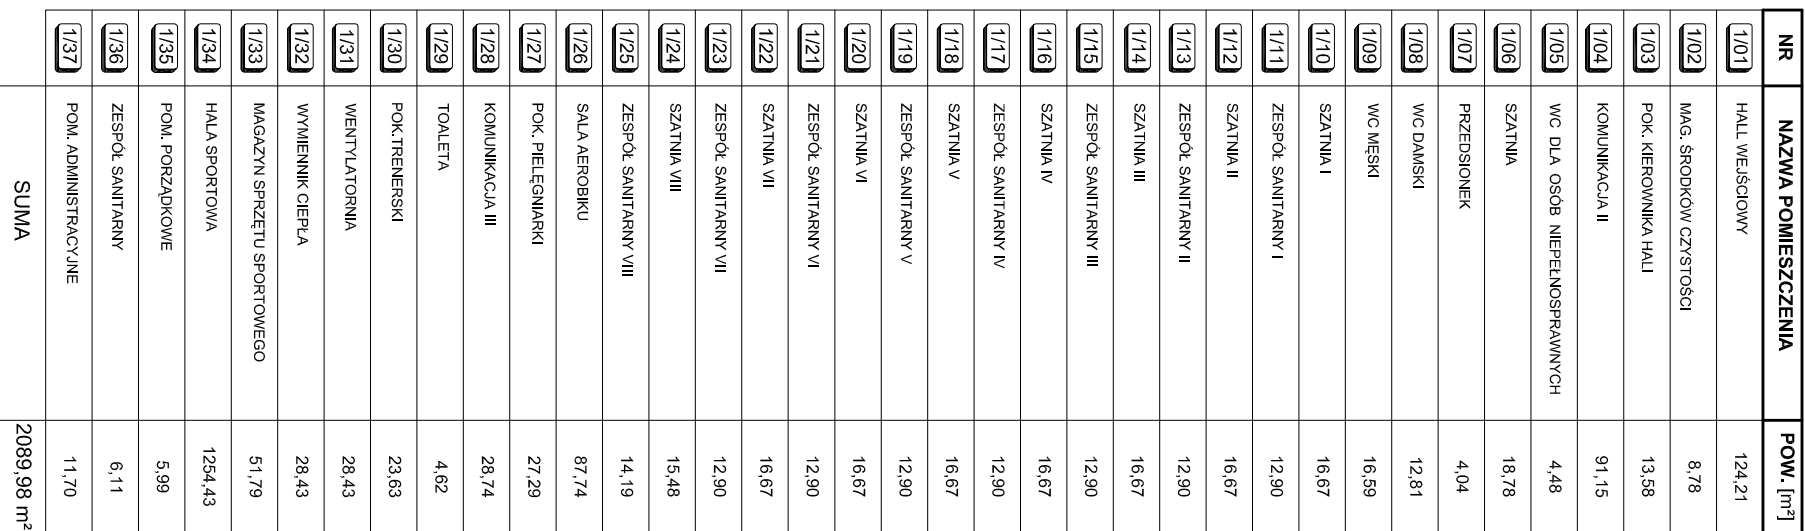 NR NAZWA POMIESZCZENIA POW. [m²]
1/01 HALL WEJŚCIOWY 124,21
1/02 MAG. ŚRODKÓW CZYSTOŚCI 8,78
1/03 POK. KIEROWNIKA HALI 13,58
1/04 KOMUNIKACJA II 91,15
1/05 WC DLA OSÓB NIEPEŁNOSPRAWNYCH 4,48
1/06 SZATNIA 18,78
1/07 PRZEDSIONEK 4,04
1/08 WC DAMSKI 12,81
1/09 WC MĘSKI 16,59
1/10 SZATNIA I 16,67
1/11 ZESPÓŁ SANITARNY I 12,90
1/12 SZATNIA II 16,67
1/13 ZESPÓŁ SANITARNY II 12,90
1/14 SZATNIA III 16,67
1/15 ZESPÓŁ SANITARNY III 12,90
1/16 SZATNIA IV 16,67
1/17 ZESPÓŁ SANITARNY IV 12,90
1/18 SZATNIA V 16,67
1/19 ZESPÓŁ SANITARNY V 12,90
1/20 SZATNIA VI 16,67
1/21 ZESPÓŁ SANITARNY VI 12,90
1/22 SZATNIA VII 16,67
1/23 ZESPÓŁ SANITARNY VII 12,90
1/24 SZATNIA VIII 15,48
1/25 ZESPÓŁ SANITARNY VIII 14,19
1/26 SALA AEROBIKU 87,74
1/27 POK. PIELĘGNIARKI 27,29
1/28 KOMUNIKACJA III 28,74
1/29 TOALETA 4,62
1/30 POK.TRENERSKI 23,63
1/31 WENTYLATORNIA 28,43
1/32 WYMIENNIK CIEPŁA 28,43
1/33 MAGAZYN SPRZĘTU SPORTOWEGO 51,79
1/34 HALA SPORTOWA 1254,43
1/35 POM. PORZĄDKOWE 5,99
1/36 ZESPÓŁ SANITARNY 6,11
1/37 POM. ADMINISTRACYJNE 11,70
SUMA 2089,98 m²